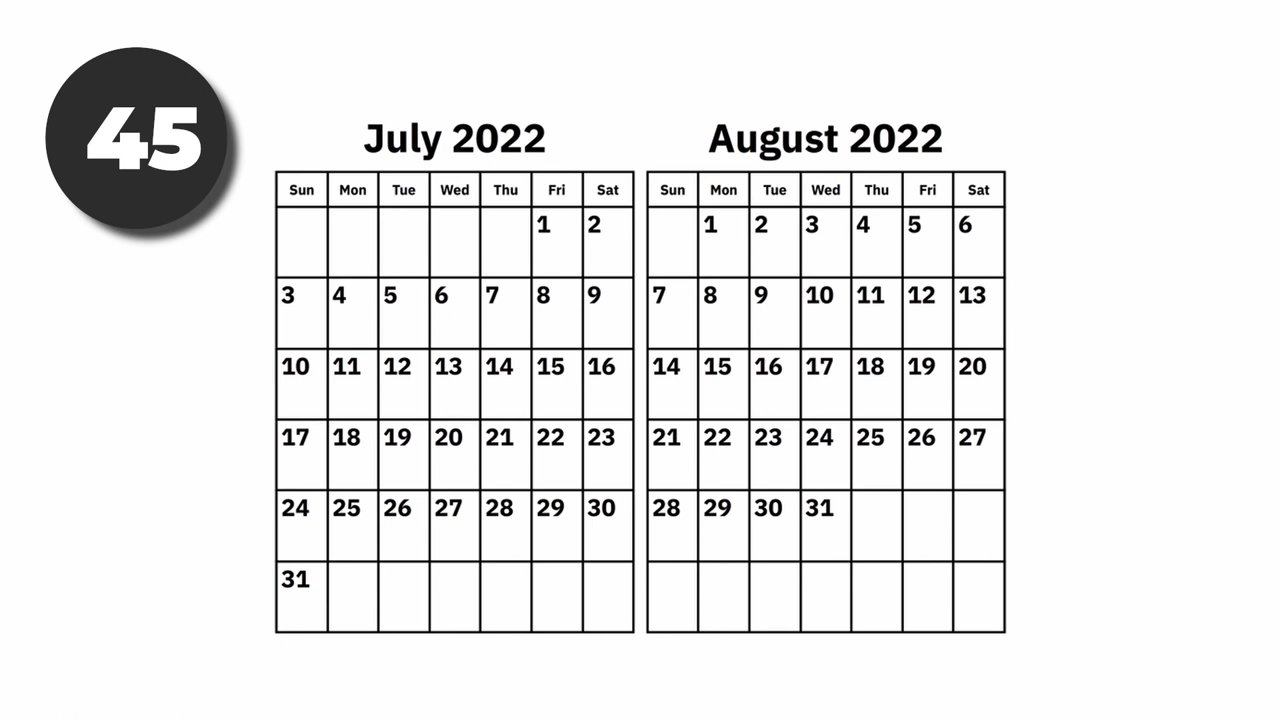 45
July 2022
Sun Mon Tue Wed Thu Fri Sat
1 2
3 4 5 6 7 8 9
10 11 12 13 14 15 16
17 18 19 20 21 22 23
24 25 26 27 28 29 30
31
August 2022
Sun Mon Tue Wed Thu Fri Sat
1 2 3 4 5 6
7 8 9 10 11 12 13
14 15 16 17 18 19 20
21 22 23 24 25 26 27
28 29 30 31